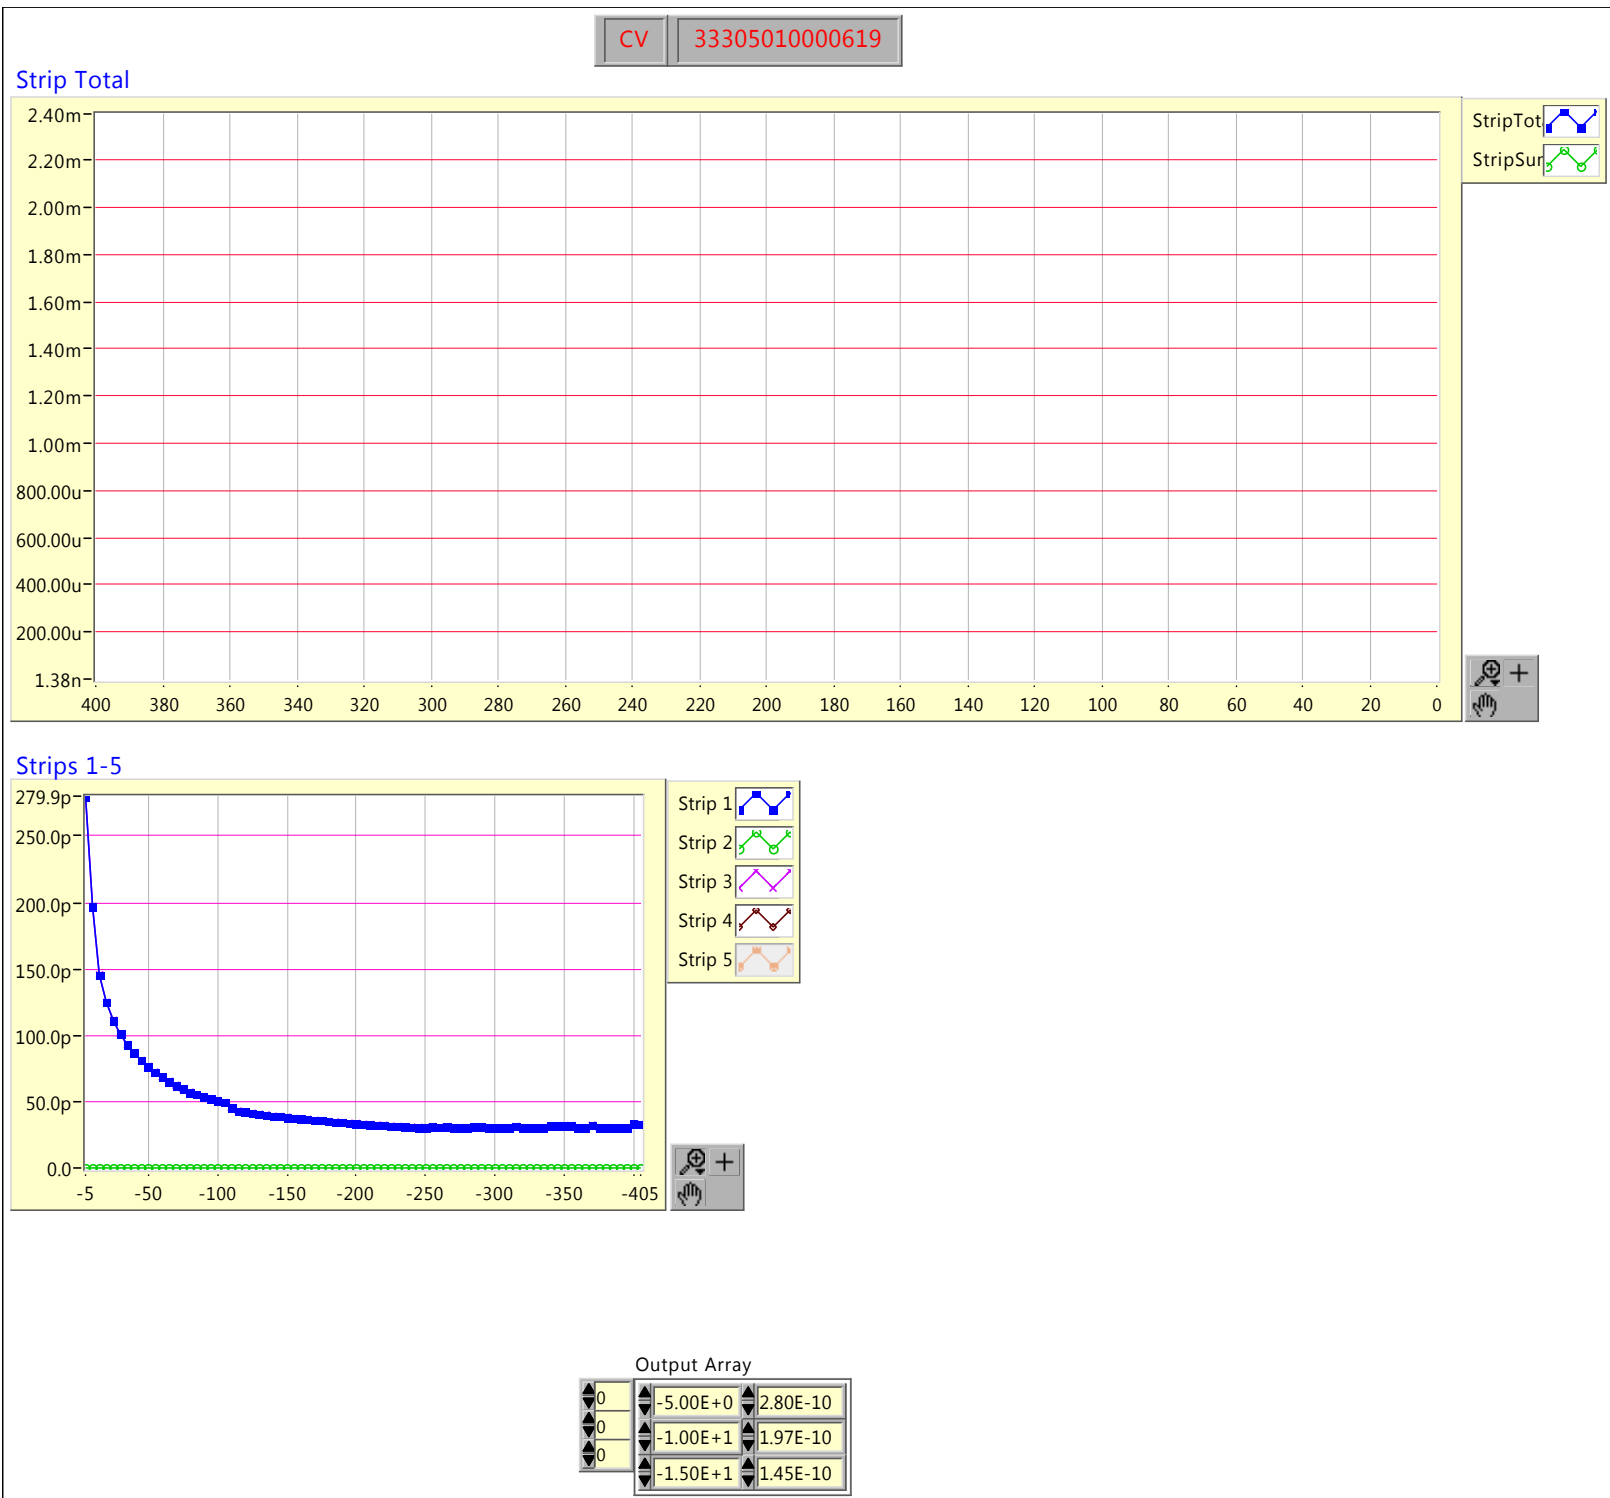 CV 33305010000619
Strip Total
2.40m
2.20m
2.00m
1.80m
1.60m
1.40m
1.20m
1.00m
800.00u
600.00u
400.00u
200.00u
1.38n
400 380 360 340 320 300 280 260 240 220 200 180 160 140 120 100 80 60 40 20 0
StripTot
StripSur
Strips 1-5
279.9p
250.0p
200.0p
150.0p
100.0p
50.0p
0.0
-5 -50 -100 -150 -200 -250 -300 -350 -405
Strip 1
Strip 2
Strip 3
Strip 4
Strip 5
Output Array
0 -5.00E+0 2.80E-10
0 -1.00E+1 1.97E-10
0 -1.50E+1 1.45E-10